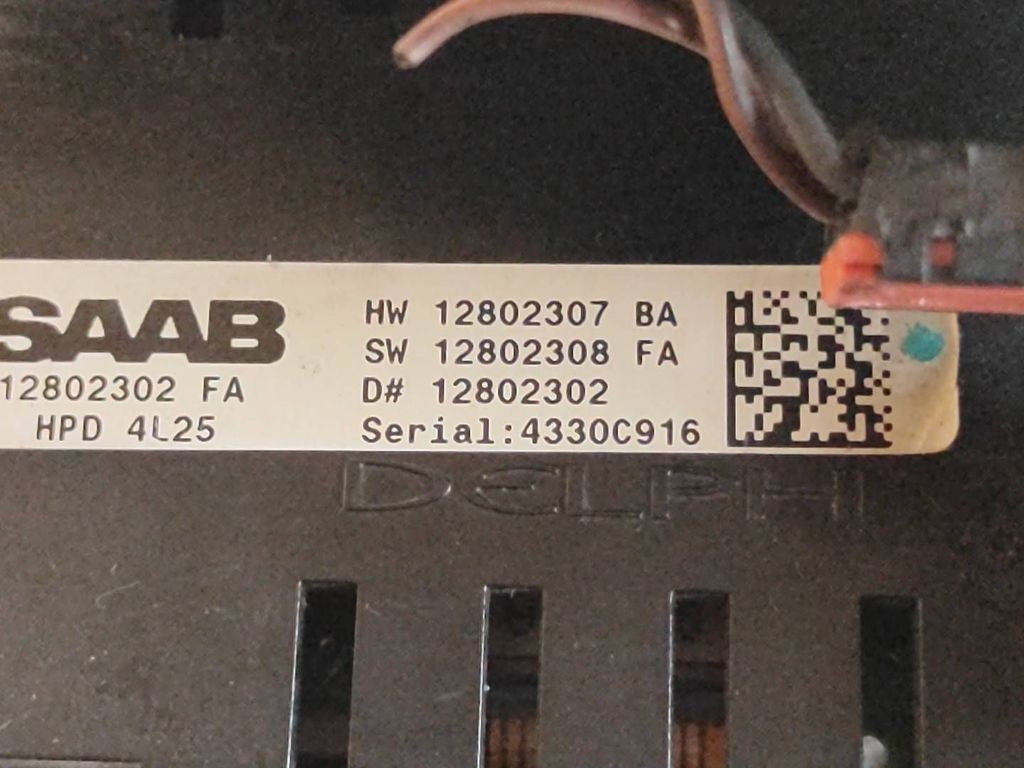 SAAB
12802302 FA
HPD 4L25
HW 12802307 BA
SW 12802308 FA
D# 12802302
Serial:4330C916
DELPHI